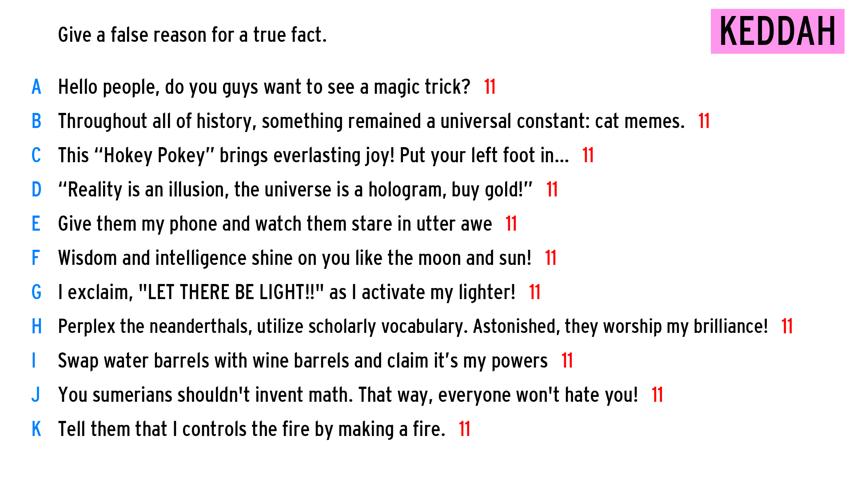 Give a false reason for a true fact.
KEDDAH
A Hello people, do you guys want to see a magic trick? 11
B Throughout all of history, something remained a universal constant: cat memes. 11
C This “Hokey Pokey” brings everlasting joy! Put your left foot in... 11
D “Reality is an illusion, the universe is a hologram, buy gold!” 11
E Give them my phone and watch them stare in utter awe 11
F Wisdom and intelligence shine on you like the moon and sun! 11
G I exclaim, "LET THERE BE LIGHT!!" as I activate my lighter! 11
H Perplex the neanderthals, utilize scholarly vocabulary. Astonished, they worship my brilliance! 11
I Swap water barrels with wine barrels and claim it’s my powers 11
J You sumerians shouldn't invent math. That way, everyone won't hate you! 11
K Tell them that I controls the fire by making a fire. 11